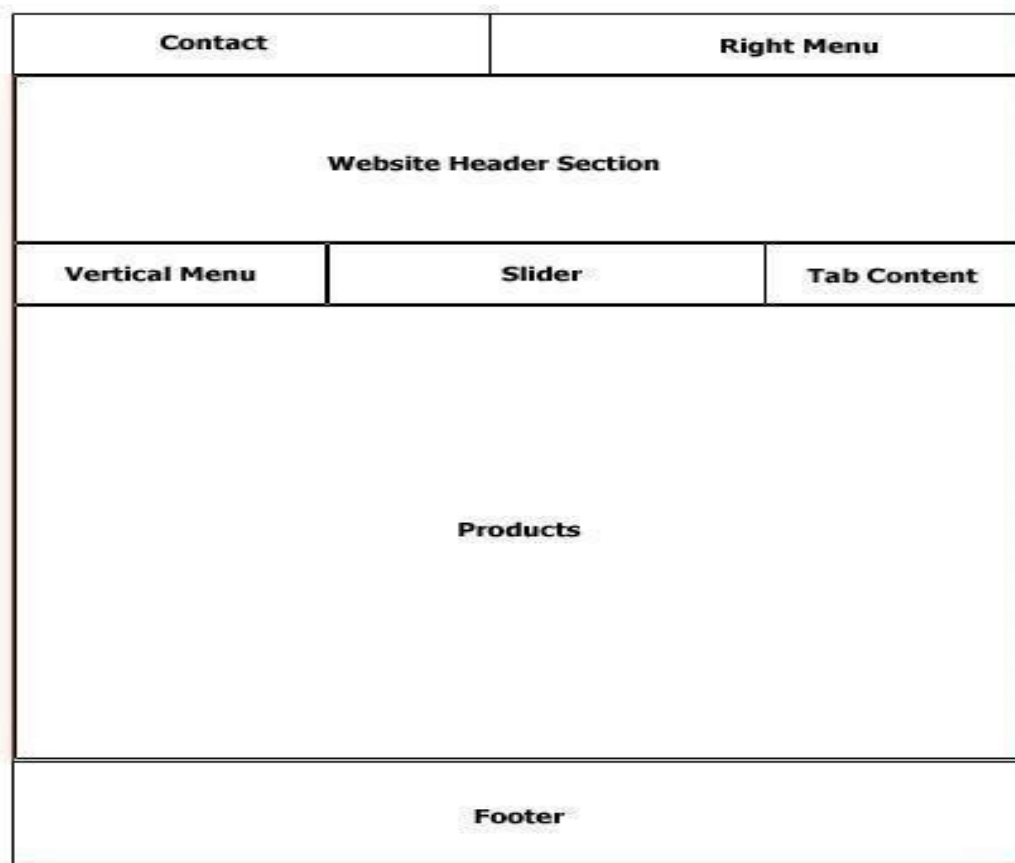 Contact
Right Menu
Website Header Section
Vertical Menu
Slider
Tab Content
Products
Footer